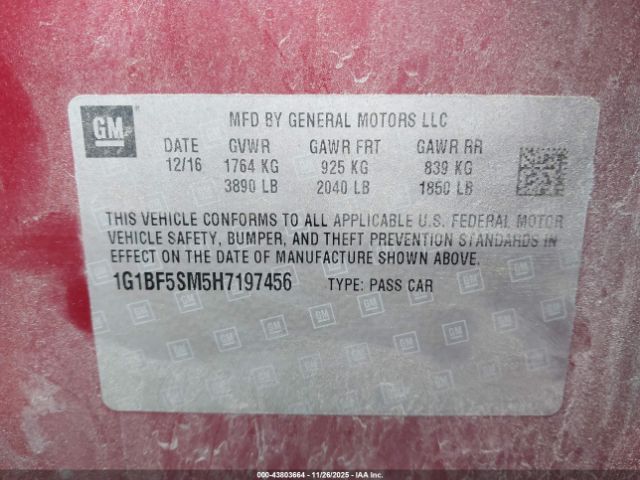 GM
MFD BY GENERAL MOTORS LLC
DATE GVWR GAWR FRT GAWR RR
12/16 1764 KG 925 KG 839 KG
3890 LB 2040 LB 1850 LB
THIS VEHICLE CONFORMS TO ALL APPLICABLE U.S. FEDERAL MOTOR
VEHICLE SAFETY, BUMPER, AND THEFT PREVENTION STANDARDS IN
EFFECT ON THE DATE OF MANUFACTURE SHOWN ABOVE.
1G1BF5SM5H7197456 TYPE: PASS CAR
000-43803664 - 11/26/2025 - IAAI.COM